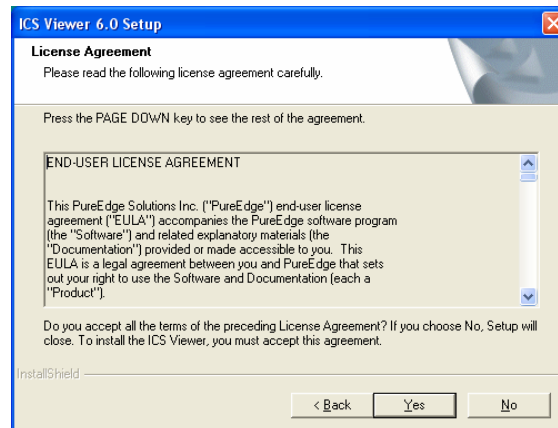 ICS Viewer 6.0 Setup
License Agreement
Please read the following license agreement carefully.
Press the PAGE DOWN key to see the rest of the agreement.
END-USER LICENSE AGREEMENT
This PureEdge Solutions Inc. ("PureEdge") end-user license
agreement ("EULA") accompanies the PureEdge software program
(the "Software") and related explanatory materials (the
"Documentation") provided or made accessible to you.  This
EULA is a legal agreement between you and PureEdge that sets
out your right to use the Software and Documentation (each a
"Product").
Do you accept all the terms of the preceding License Agreement? If you choose No, Setup will
close. To install the ICS Viewer, you must accept this agreement.
InstallShield
< Back Yes No